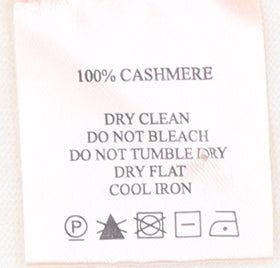 100% CASHMERE
DRY CLEAN
DO NOT BLEACH
DO NOT TUMBLE DRY
DRY FLAT
COOL IRON
P